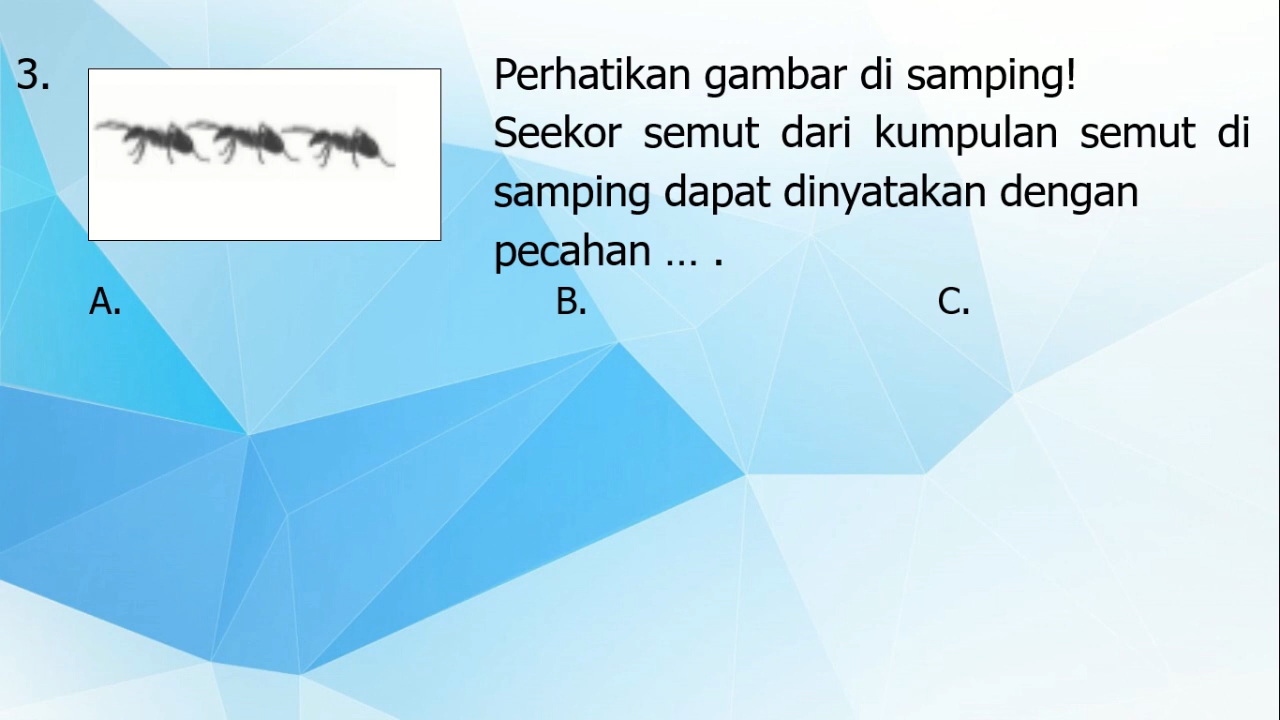 3. Perhatikan gambar di samping!
Seekor semut dari kumpulan semut di
samping dapat dinyatakan dengan
pecahan … .
A. B. C.